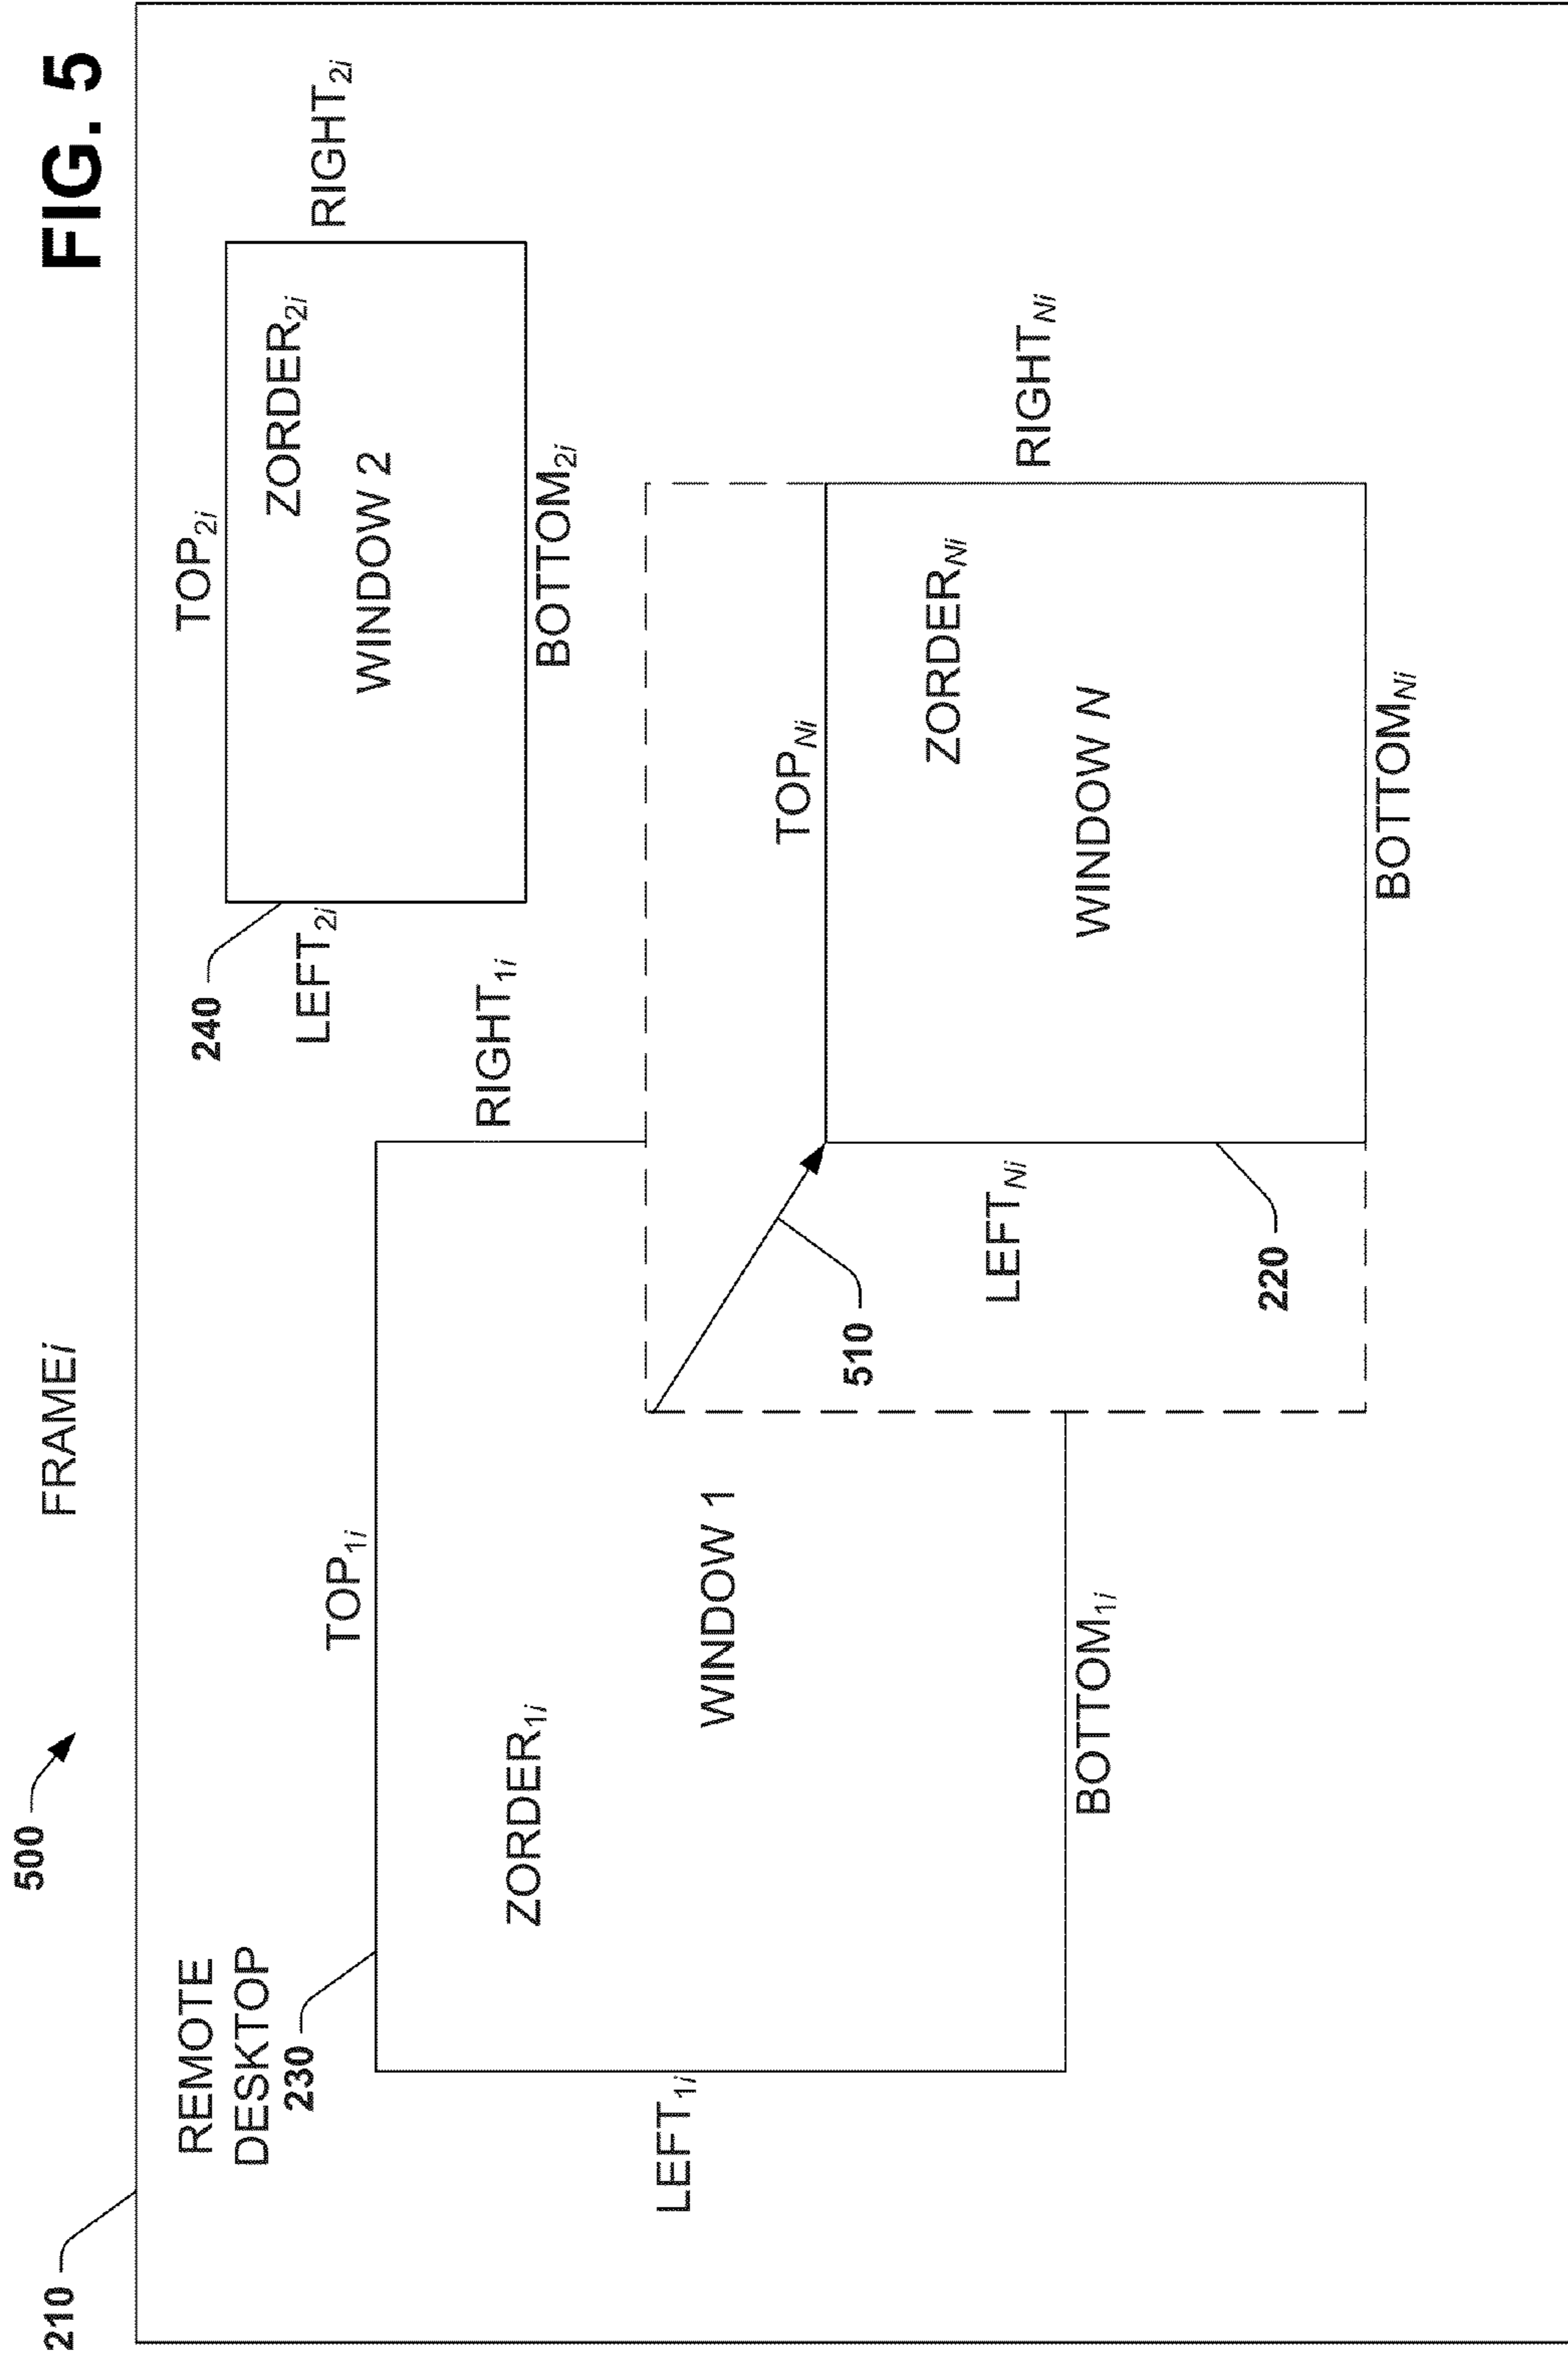 FIG. 5
FRAMEi
500
210
REMOTE
DESKTOP
230
TOP1i
ZORDER1i
WINDOW 1
LEFT1i
RIGHT1i
BOTTOM1i
240
TOP2i
ZORDER2i
WINDOW 2
LEFT2i
RIGHT2i
BOTTOM2i
510
TOPNi
ZORDERNi
WINDOW N
LEFTNi
RIGHTNi
220
BOTTOMNi